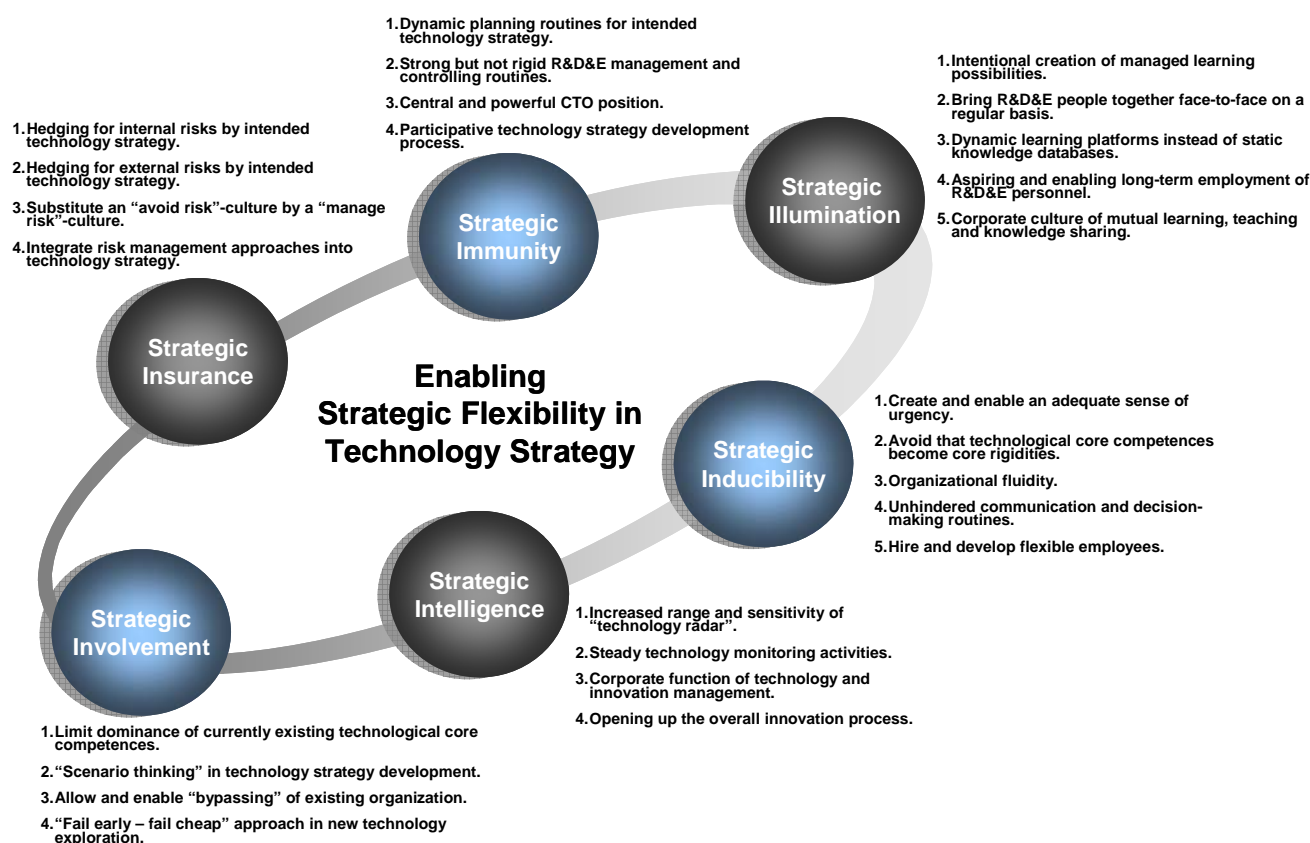 1.Dynamic planning routines for intended
technology strategy.
2.Strong but not rigid R&D&E management and
controlling routines.
3.Central and powerful CTO position.
4.Participative technology strategy development
process.
1.Intentional creation of managed learning
possibilities.
2.Bring R&D&E people together face-to-face on a
regular basis.
3.Dynamic learning platforms instead of static
knowledge databases.
4.Aspiring and enabling long-term employment of
R&D&E personnel.
5.Corporate culture of mutual learning, teaching
and knowledge sharing.
1.Hedging for internal risks by intended
technology strategy.
2.Hedging for external risks by intended
technology strategy.
3.Substitute an “avoid risk”-culture by a “manage
risk”-culture.
4.Integrate risk management approaches into
technology strategy.
Strategic
Illumination
Strategic
Immunity
Strategic
Insurance
Enabling
Strategic Flexibility in
Technology Strategy
Strategic
Inducibility
1.Create and enable an adequate sense of
urgency.
2.Avoid that technological core competences
become core rigidities.
3.Organizational fluidity.
4.Unhindered communication and decision-
making routines.
5.Hire and develop flexible employees.
Strategic
Intelligence
1.Increased range and sensitivity of
“technology radar”.
2.Steady technology monitoring activities.
3.Corporate function of technology and
innovation management.
4.Opening up the overall innovation process.
Strategic
Involvement
1.Limit dominance of currently existing technological core
competences.
2.“Scenario thinking” in technology strategy development.
3.Allow and enable “bypassing” of existing organization.
4.“Fail early – fail cheap” approach in new technology
exploration.